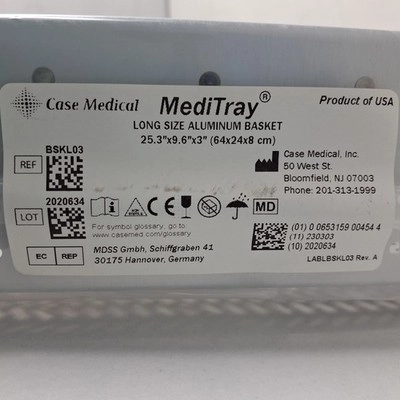 Case Medical MediTray® Product of USA
LONG SIZE ALUMINUM BASKET
25.3"x9.6"x3" (64x24x8 cm)
BSKL03
REF
Case Medical, Inc.
50 West St.
Bloomfield, NJ 07003
Phone: 201-313-1999
2020634
LOT
MD
For symbol glossary, go to
www.casemed.com/glossary
(01) 0 0653159 00454 4
(11) 230303
(10) 2020634
EC REP
MDSS Gmbh, Schiffgraben 41
30175 Hannover, Germany
LABLBSKL03 Rev. A